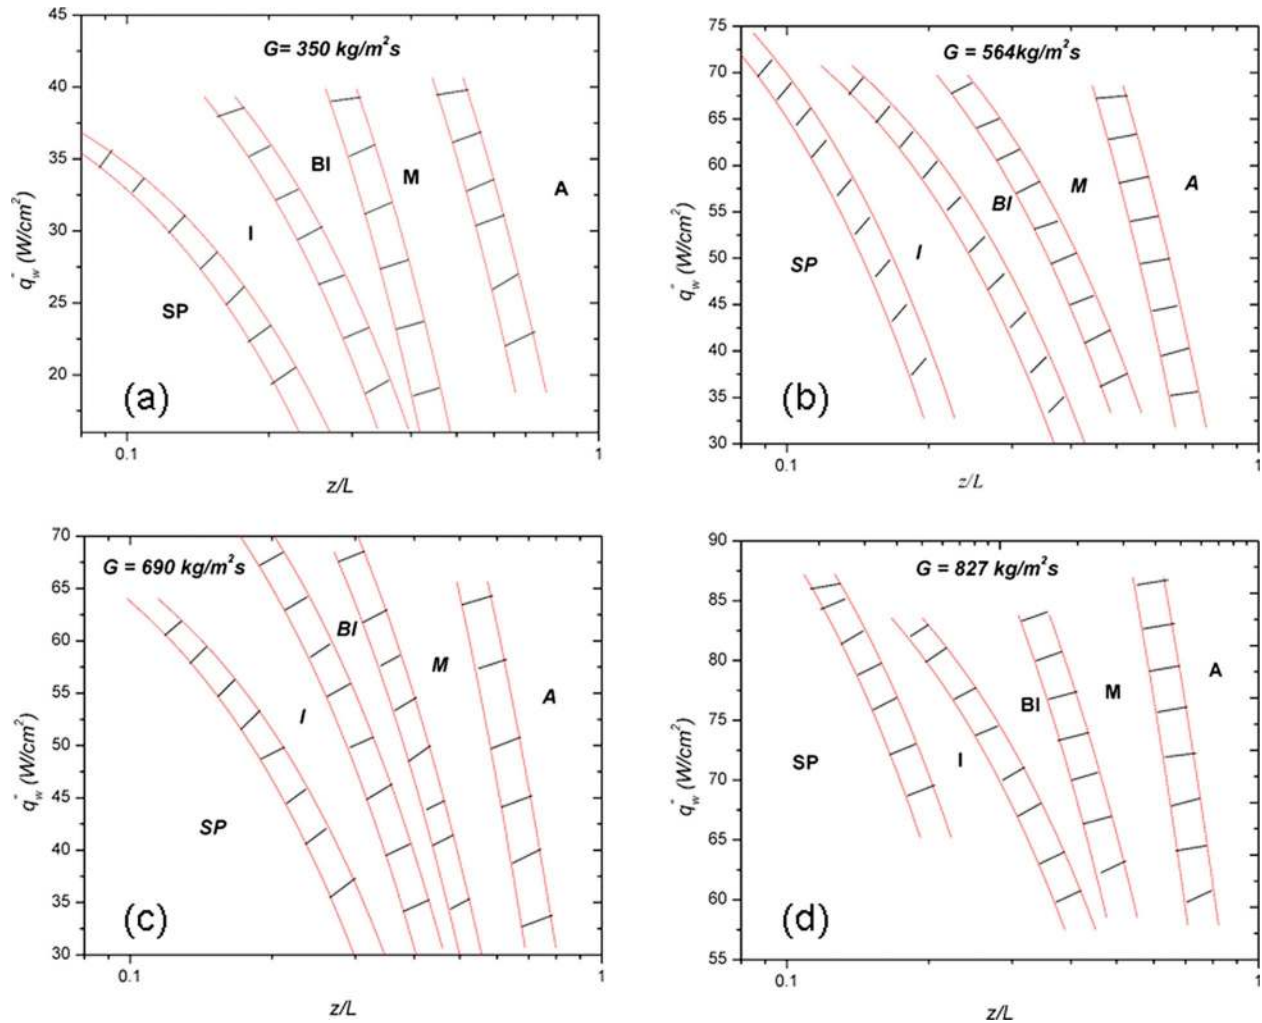 45
40
35
30
25
20
q"w (W/cm²)
G= 350 kg/m²s
SP
I
BI
M
A
(a)
0.1
1
z/L
75
70
65
60
55
50
45
40
35
30
q"w (W/cm²)
G = 564kg/m²s
SP
I
BI
M
A
(b)
0.1
1
z/L
70
65
60
55
50
45
40
35
30
q"w (W/cm²)
G = 690 kg/m²s
SP
I
BI
M
A
(c)
0.1
1
z/L
90
85
80
75
70
65
60
55
q"w (W/cm²)
G = 827 kg/m²s
SP
I
BI
M
A
(d)
0.1
1
z/L